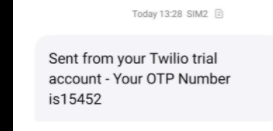 Today 13:28 SIM2
Sent from your Twilio trial
account - Your OTP Number
is15452